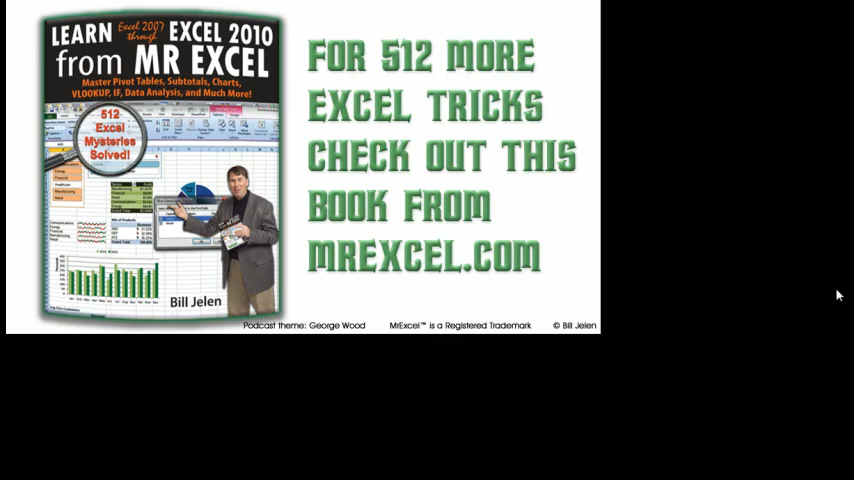 LEARN Excel 2007 through EXCEL 2010
from MR EXCEL
Master Pivot Tables, Subtotals, Charts,
VLOOKUP, IF, Data Analysis, and Much More!
512
Excel
Mysteries
Solved!
Bill Jelen
FOR 512 MORE
EXCEL TRICKS
CHECK OUT THIS
BOOK FROM
MREXCEL.COM
Podcast theme: George Wood MrExcel™ is a Registered Trademark © Bill Jelen